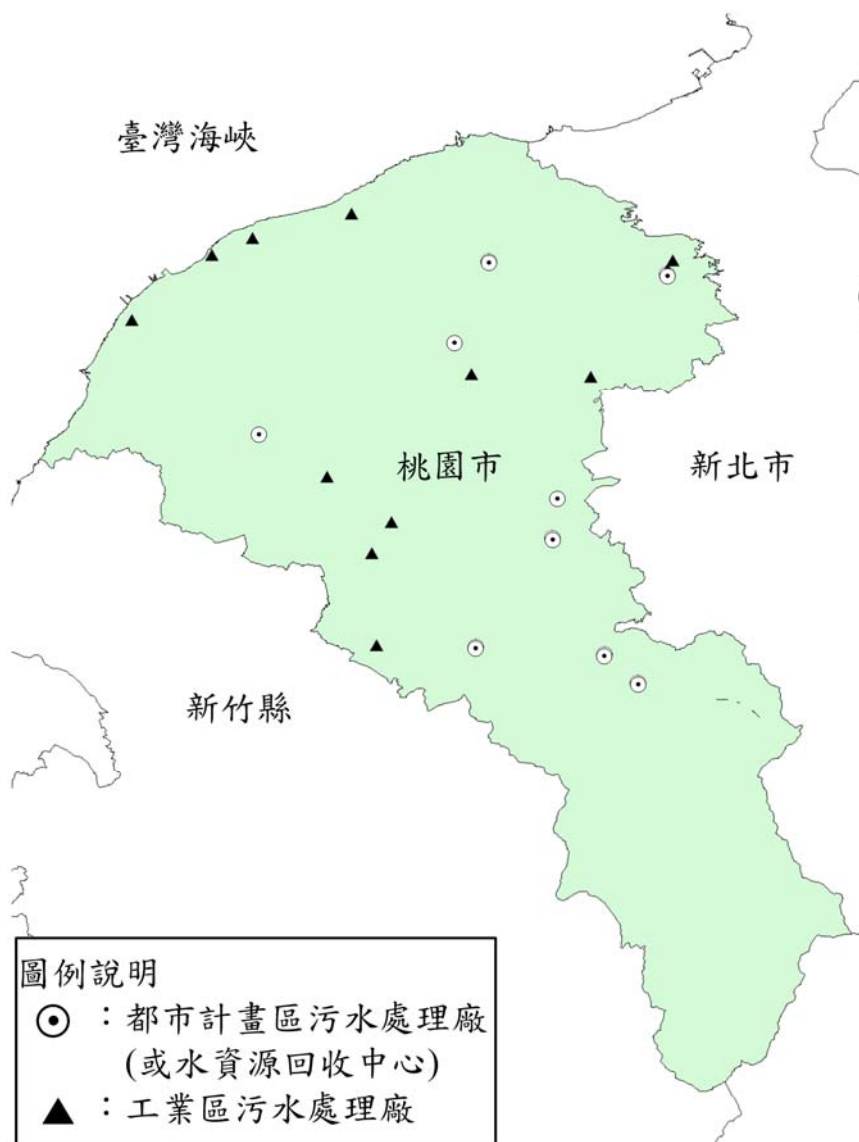 臺灣海峽
桃園市
新北市
新竹縣
圖例說明
：都市計畫區污水處理廠
(或水資源回收中心)
：工業區污水處理廠